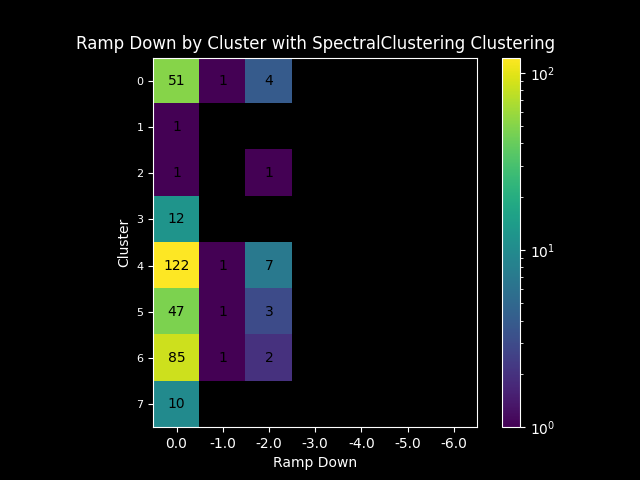 Ramp Down by Cluster with SpectralClustering Clustering
0 51 1 4
1 1
2 1 1
3 12
4 122 1 7
5 47 1 3
6 85 1 2
7 10
0.0 -1.0 -2.0 -3.0 -4.0 -5.0 -6.0
Ramp Down
Cluster
10²
10¹
10⁰